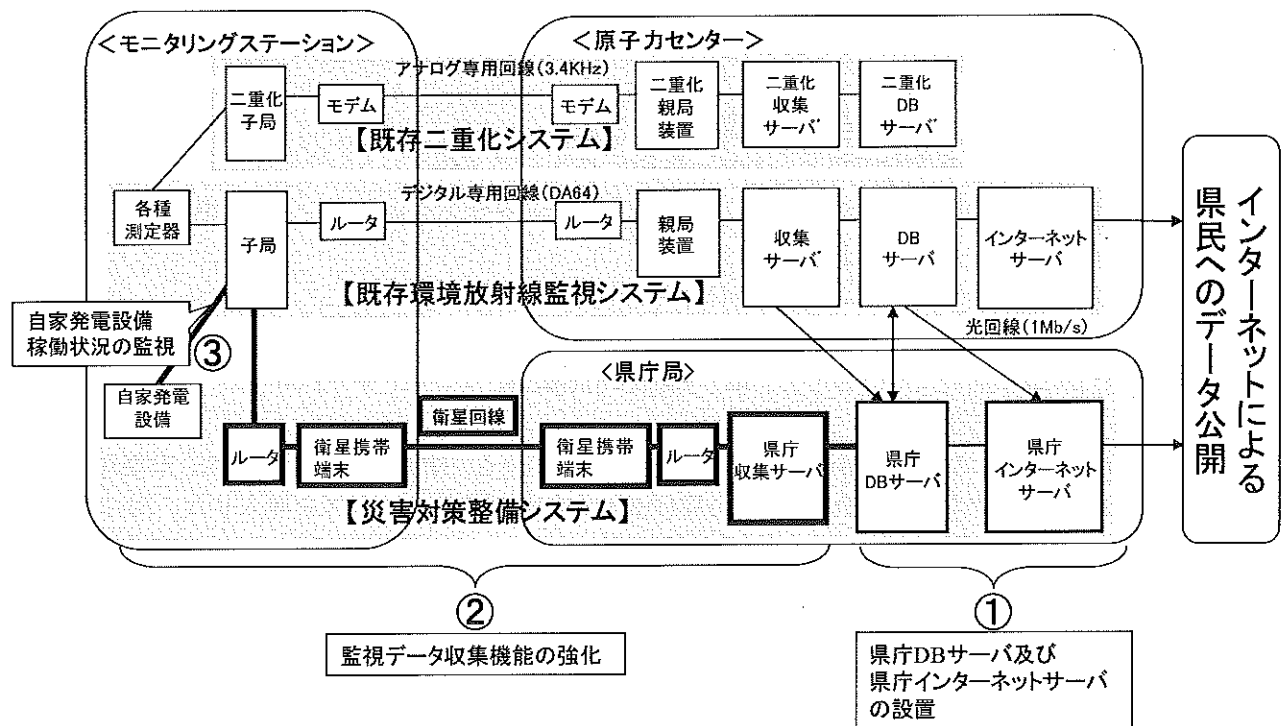 <モニタリングステーション>
<原子力センター>
アナログ専用回線(3.4KHz)
二重化
子局
モデム
モデム
二重化
親局
装置
二重化
収集
サーバ
二重化
DB
サーバ
【既存二重化システム】
デジタル専用回線(DA64)
各種
測定器
子局
ルータ
ルータ
親局
装置
収集
サーバ
DB
サーバ
インターネット
サーバ
【既存環境放射線監視システム】
光回線(1Mb/s)
自家発電設備
稼働状況の監視
③
自家発電
設備
<県庁局>
衛星回線
ルータ
衛星携帯
端末
衛星携帯
端末
ルータ
県庁
収集サーバ
県庁
DBサーバ
県庁
インターネット
サーバ
【災害対策整備システム】
インターネットによる
県民へのデータ公開
②
監視データ収集機能の強化
①
県庁DBサーバ及び
県庁インターネットサーバ
の設置